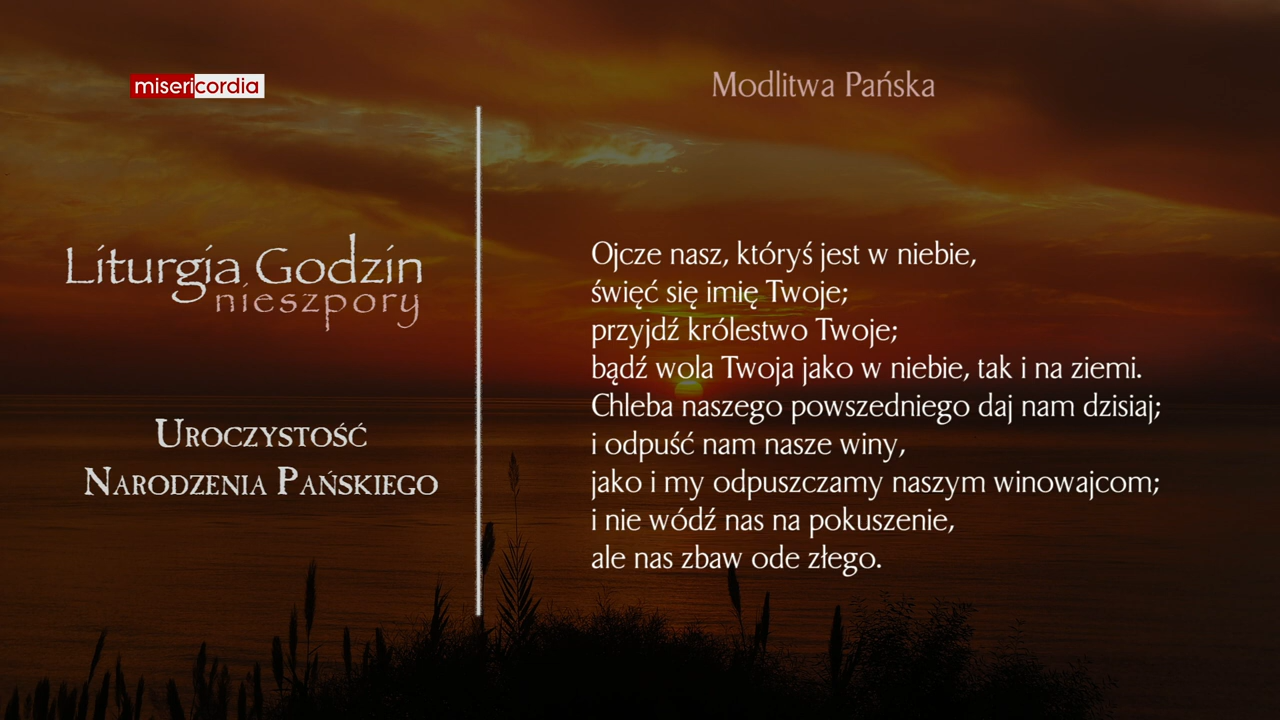 misericordia
Liturgia Godzin
nieszpory
Uroczystość
Narodzenia Pańskiego
Modlitwa Pańska
Ojcze nasz, któryś jest w niebie,
święć się imię Twoje;
przyjdź królestwo Twoje;
bądź wola Twoja jako w niebie, tak i na ziemi.
Chleba naszego powszedniego daj nam dzisiaj;
i odpuść nam nasze winy,
jako i my odpuszczamy naszym winowajcom;
i nie wódź nas na pokuszenie,
ale nas zbaw ode złego.